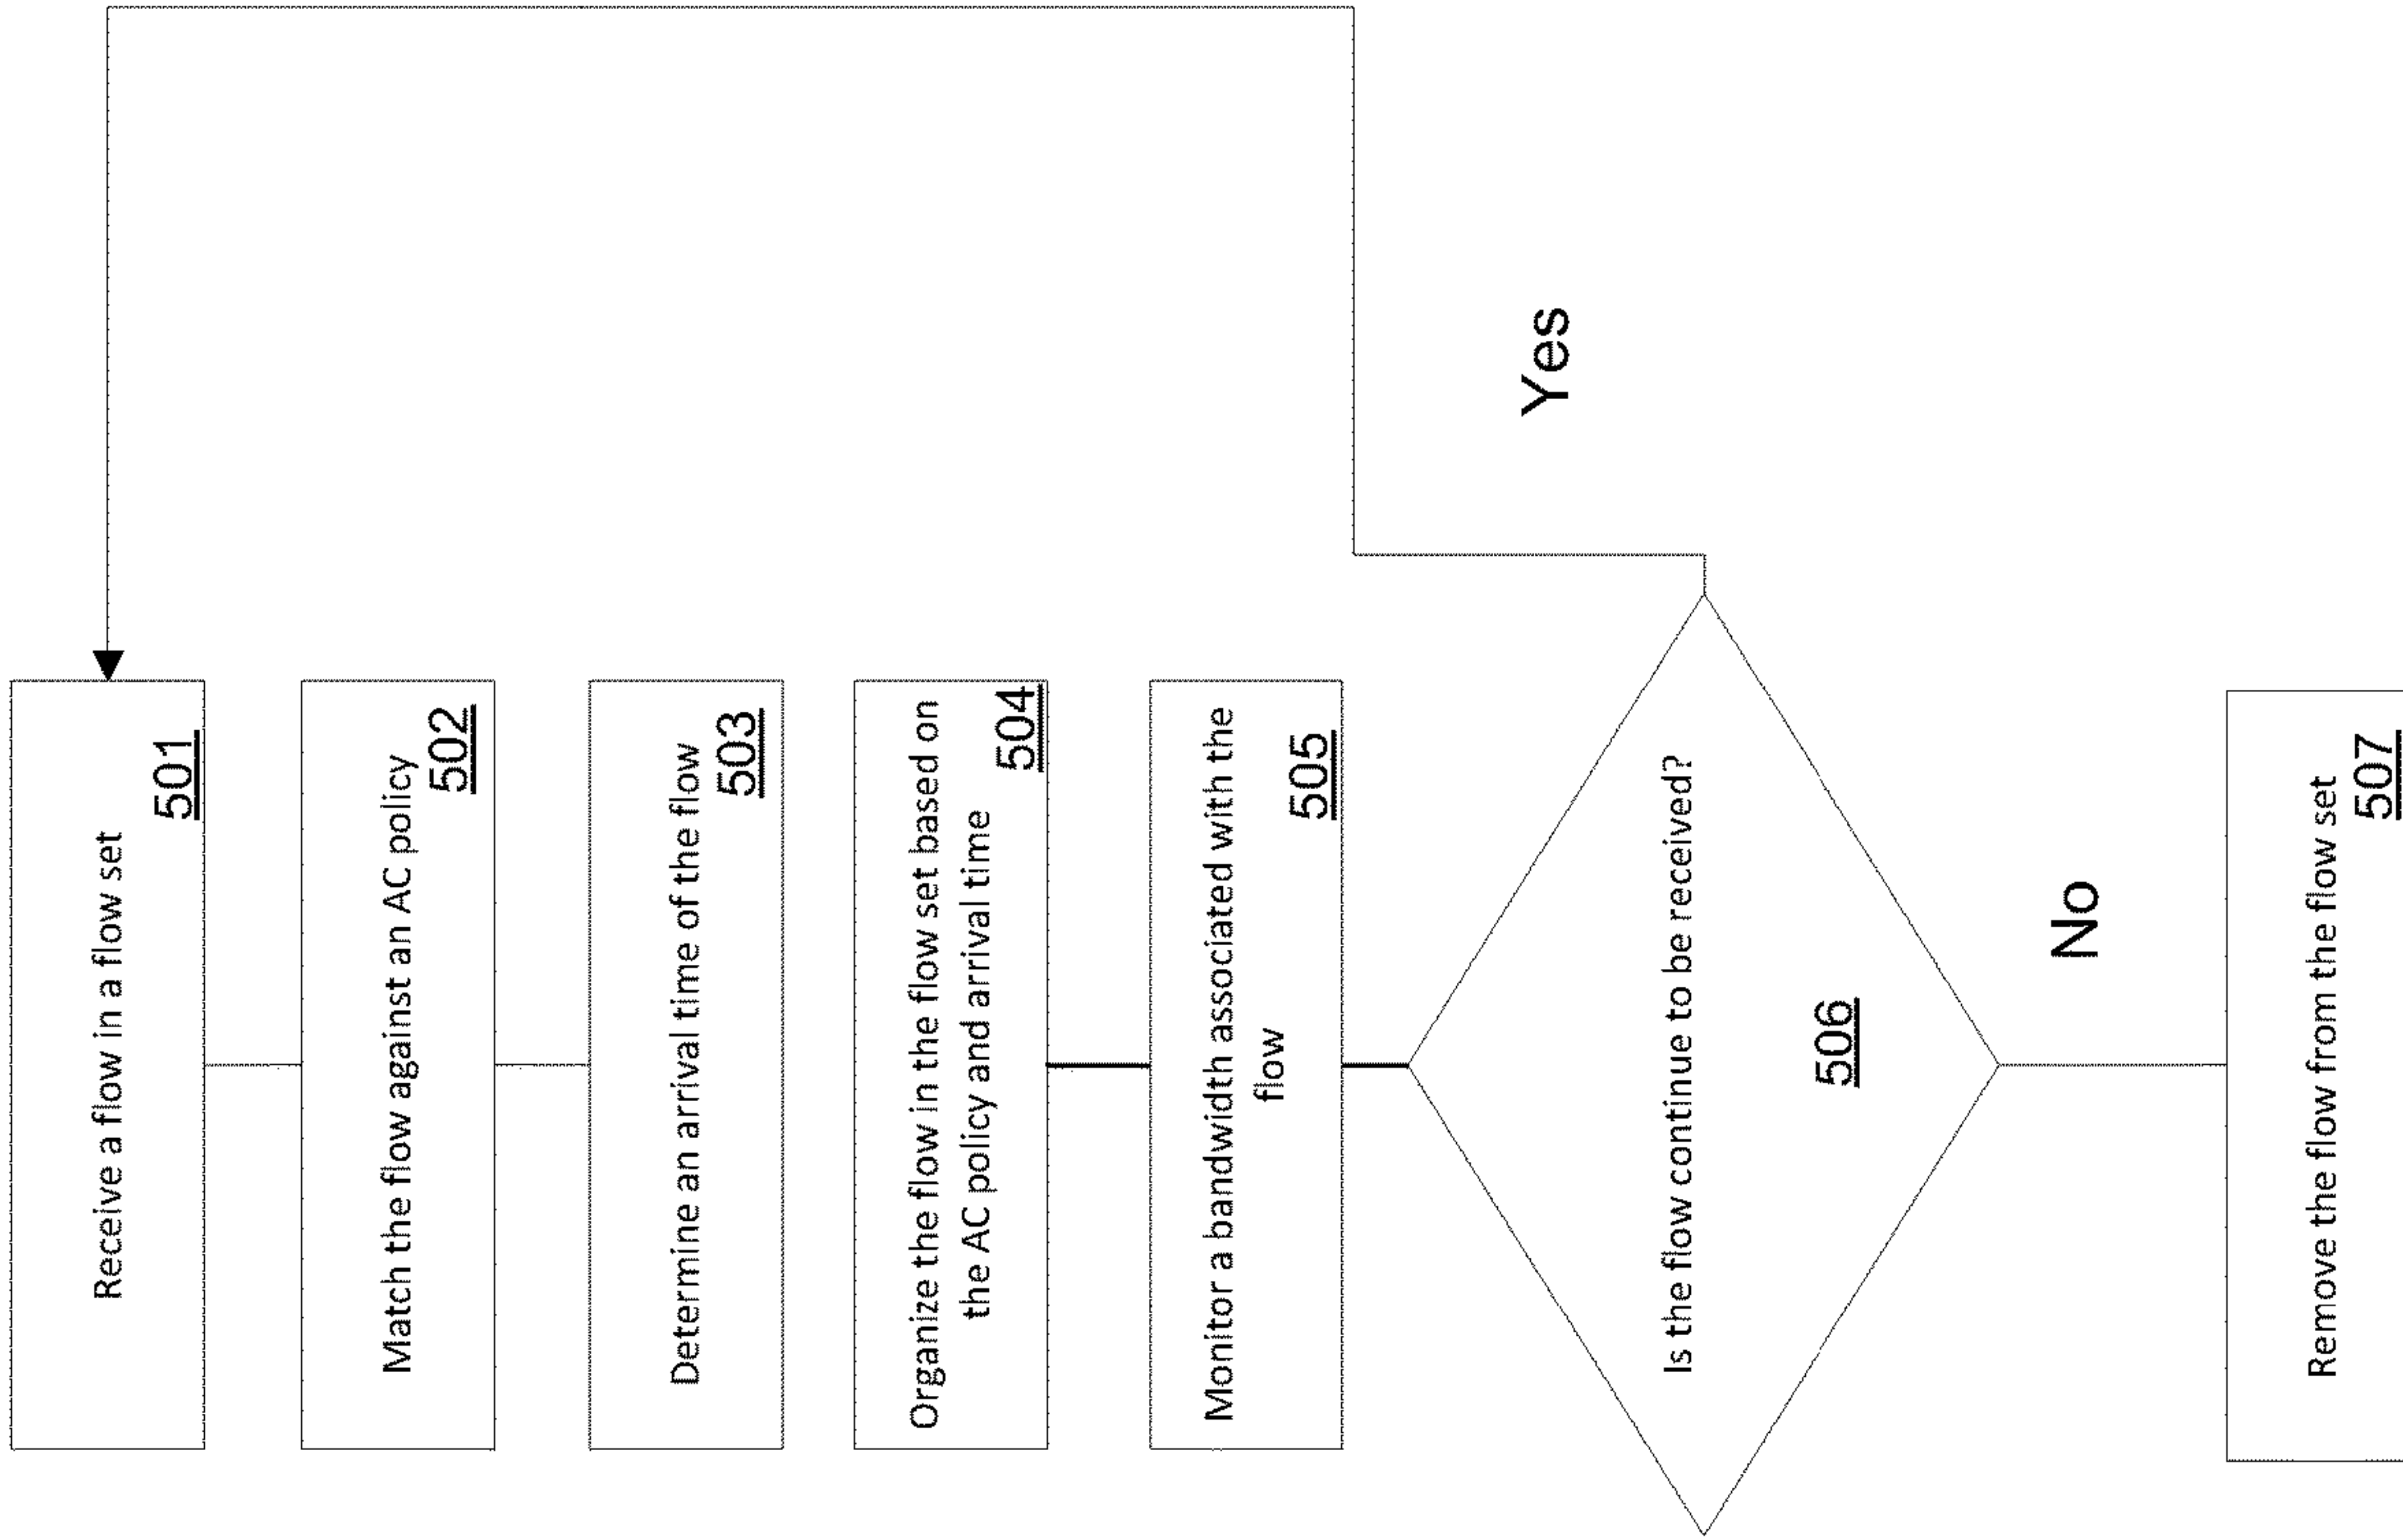 Receive a flow in a flow set
501
Match the flow against an AC policy
502
Determine an arrival time of the flow
503
Organize the flow in the flow set based on
the AC policy and arrival time
504
Monitor a bandwidth associated with the
flow
505
Is the flow continue to be received?
506
Yes
No
Remove the flow from the flow set
507